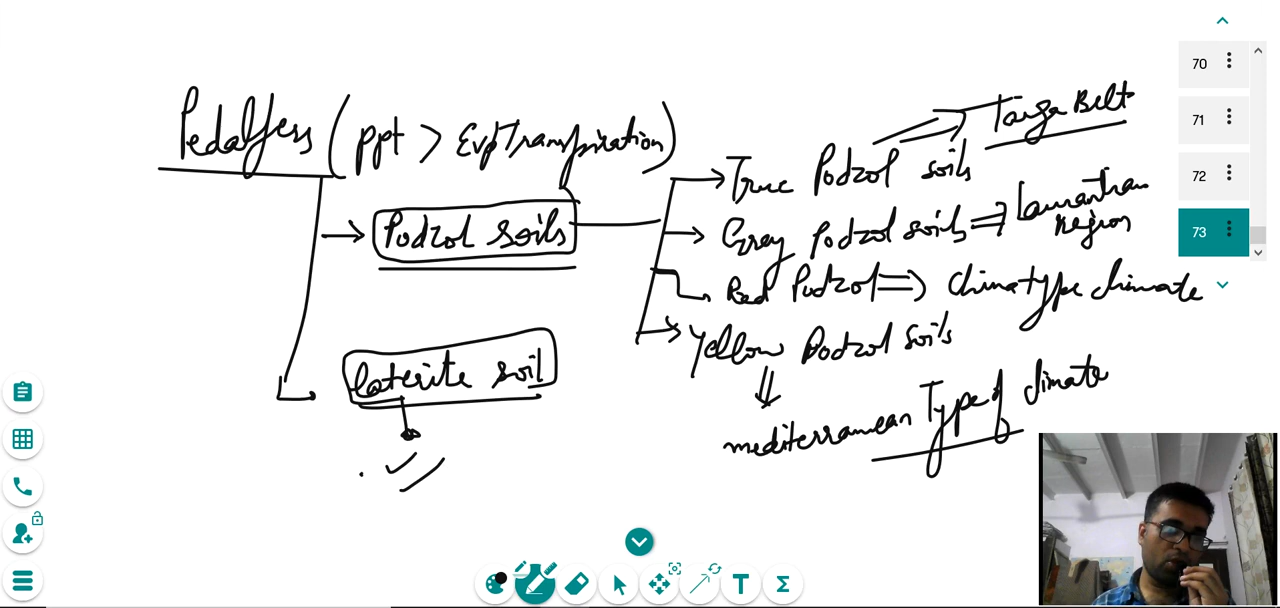 Pedalfers (ppt > EvpTranspiration)
Podzol soils
laterite soil
True Podzol soils
Taiga Belt
Grey podzol soils ⇒ Laurentian Region
Red Podzol ⇒ China type climate
Yellow Podzol Soils
mediterranean Type of climate
70
71
72
73
T
Σ